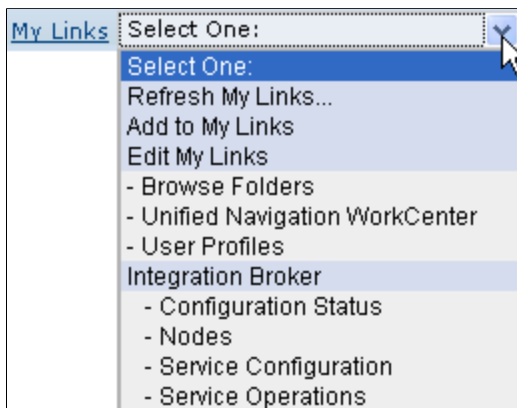 My Links Select One:
Select One:
Refresh My Links...
Add to My Links
Edit My Links
- Browse Folders
- Unified Navigation WorkCenter
- User Profiles
Integration Broker
- Configuration Status
- Nodes
- Service Configuration
- Service Operations